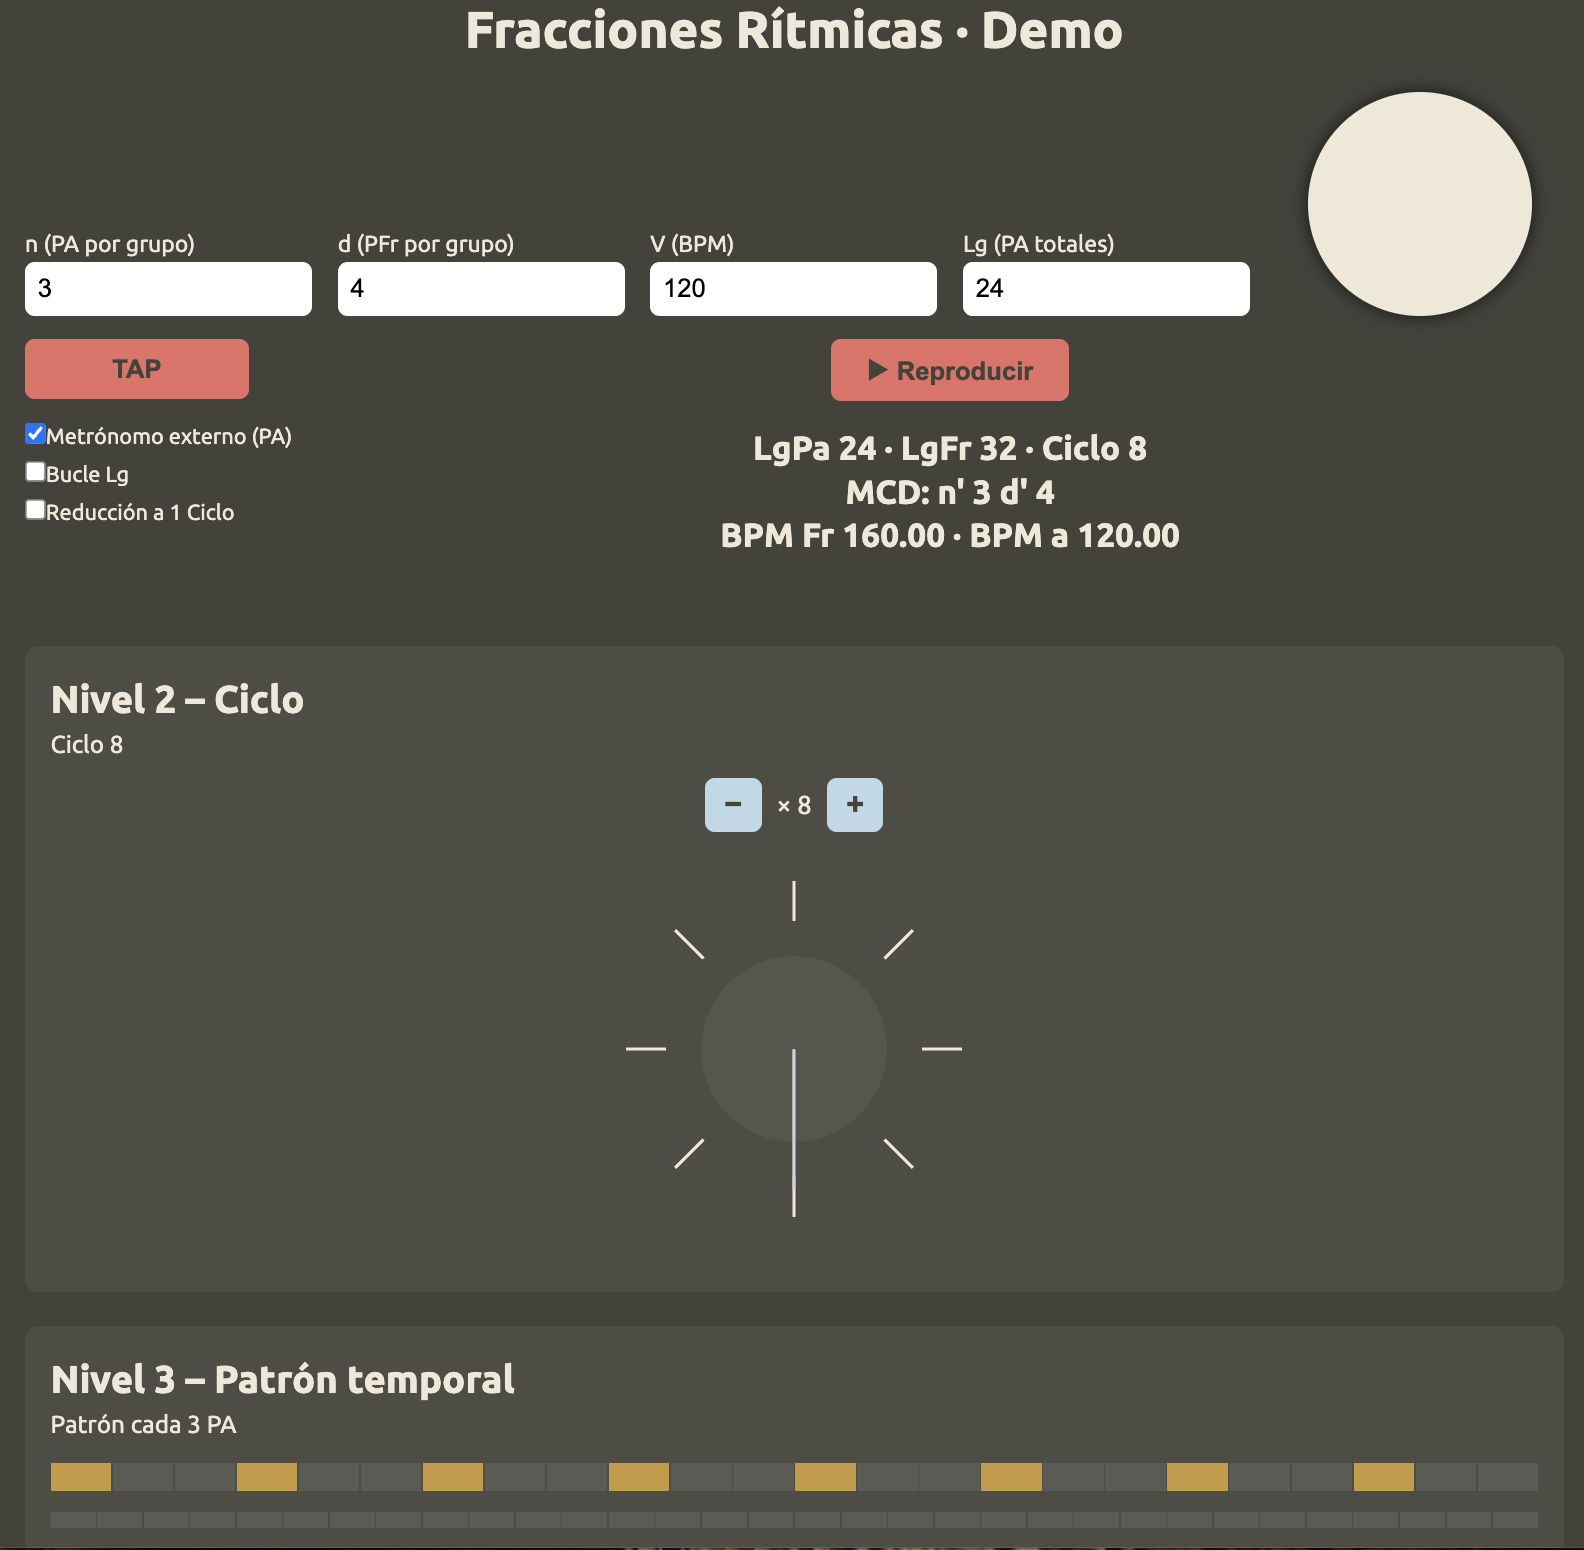 Fracciones Rítmicas · Demo
n (PA por grupo)
d (PFr por grupo)
V (BPM)
Lg (PA totales)
3
4
120
24
TAP
▶ Reproducir
Metrónomo externo (PA)
Bucle Lg
Reducción a 1 Ciclo
LgPa 24 · LgFr 32 · Ciclo 8
MCD: n' 3 d' 4
BPM Fr 160.00 · BPM a 120.00
Nivel 2 – Ciclo
Ciclo 8
− × 8 +
Nivel 3 – Patrón temporal
Patrón cada 3 PA